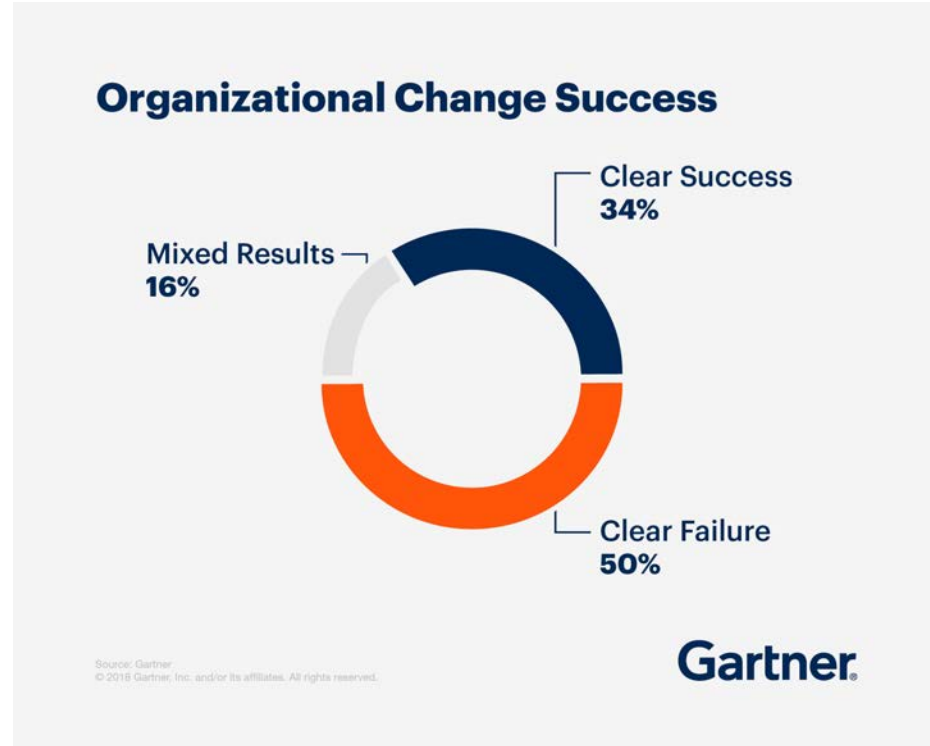 Organizational Change Success
Clear Success
34%
Mixed Results
16%
Clear Failure
50%
Source: Gartner
© 2018 Gartner, Inc. and/or its affiliates. All rights reserved.
Gartner®